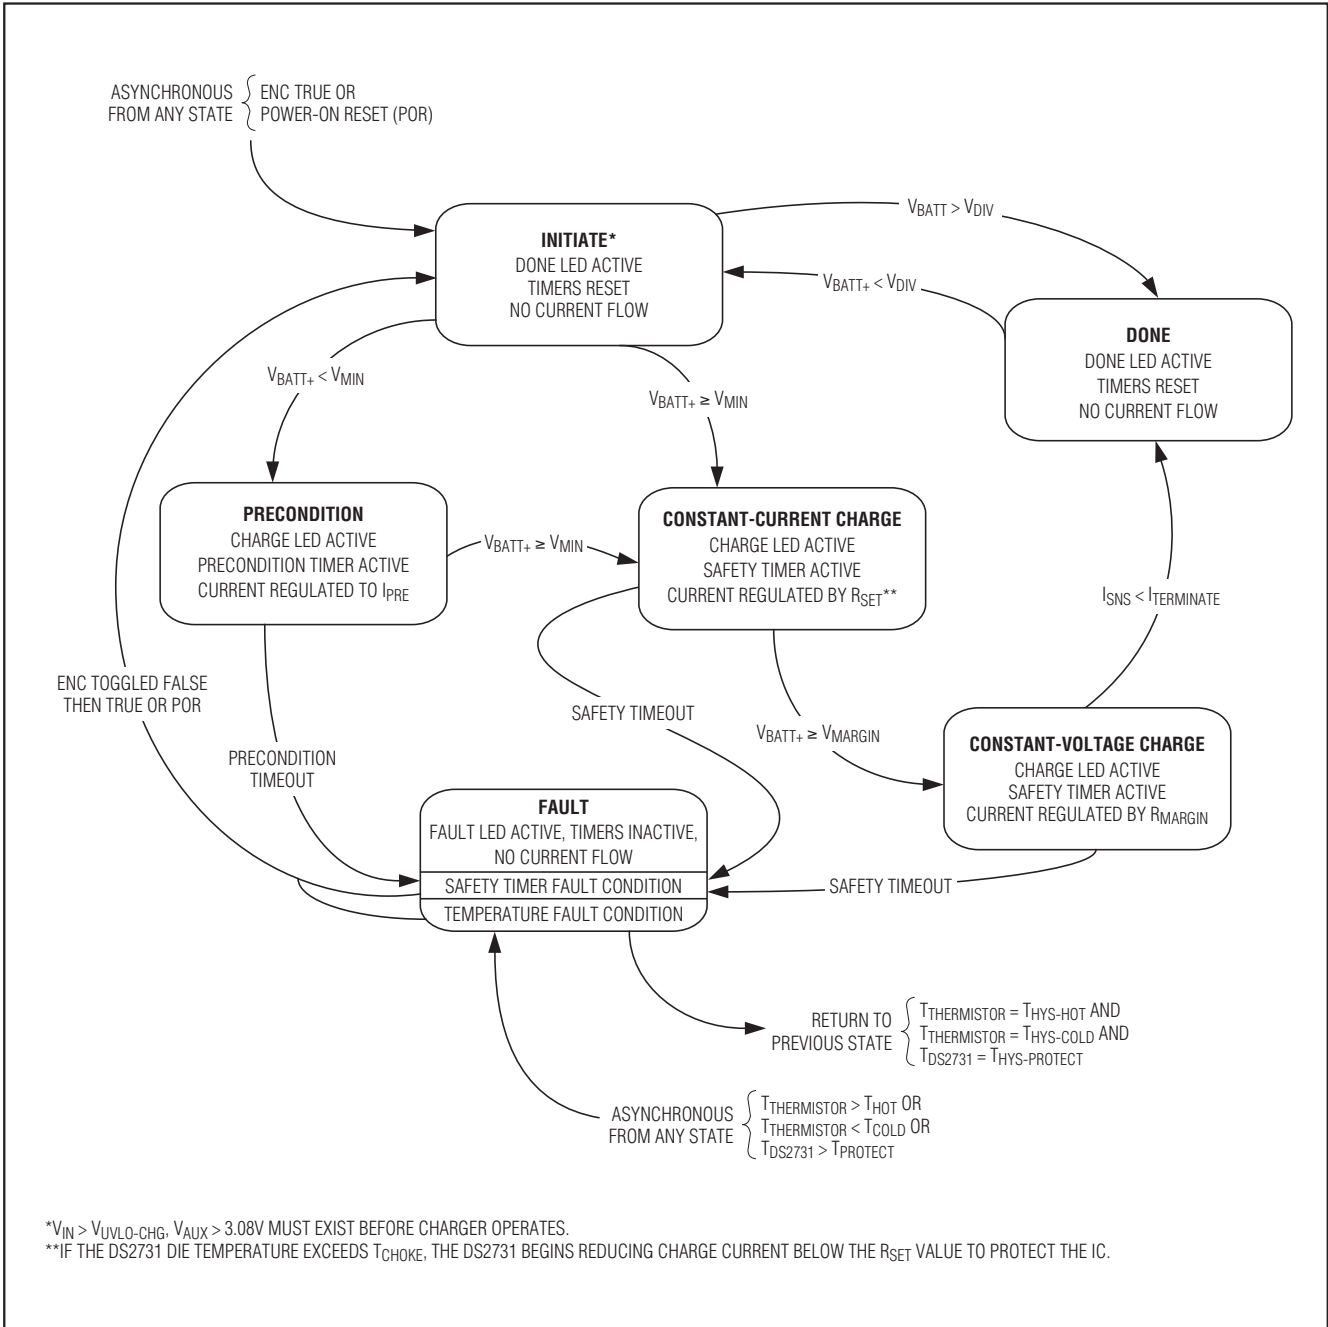 ASYNCHRONOUS
FROM ANY STATE
ENC TRUE OR
POWER-ON RESET (POR)
INITIATE*
DONE LED ACTIVE
TIMERS RESET
NO CURRENT FLOW
VBATT > VDIV
VBATT+ < VDIV
DONE
DONE LED ACTIVE
TIMERS RESET
NO CURRENT FLOW
VBATT+ < VMIN
VBATT+ ≥ VMIN
PRECONDITION
CHARGE LED ACTIVE
PRECONDITION TIMER ACTIVE
CURRENT REGULATED TO IPRE
VBATT+ ≥ VMIN
CONSTANT-CURRENT CHARGE
CHARGE LED ACTIVE
SAFETY TIMER ACTIVE
CURRENT REGULATED BY RSET**
ISNS < ITERMINATE
ENC TOGGLED FALSE
THEN TRUE OR POR
SAFETY TIMEOUT
VBATT+ ≥ VMARGIN
PRECONDITION
TIMEOUT
CONSTANT-VOLTAGE CHARGE
CHARGE LED ACTIVE
SAFETY TIMER ACTIVE
CURRENT REGULATED BY RMARGIN
FAULT
FAULT LED ACTIVE, TIMERS INACTIVE,
NO CURRENT FLOW
SAFETY TIMER FAULT CONDITION
TEMPERATURE FAULT CONDITION
SAFETY TIMEOUT
RETURN TO
PREVIOUS STATE
TTHERMISTOR = THYS-HOT AND
TTHERMISTOR = THYS-COLD AND
TDS2731 = THYS-PROTECT
ASYNCHRONOUS
FROM ANY STATE
TTHERMISTOR > THOT OR
TTHERMISTOR < TCOLD OR
TDS2731 > TPROTECT
*VIN > VUVLO-CHG, VAUX > 3.08V MUST EXIST BEFORE CHARGER OPERATES.
**IF THE DS2731 DIE TEMPERATURE EXCEEDS TCHOKE, THE DS2731 BEGINS REDUCING CHARGE CURRENT BELOW THE RSET VALUE TO PROTECT THE IC.